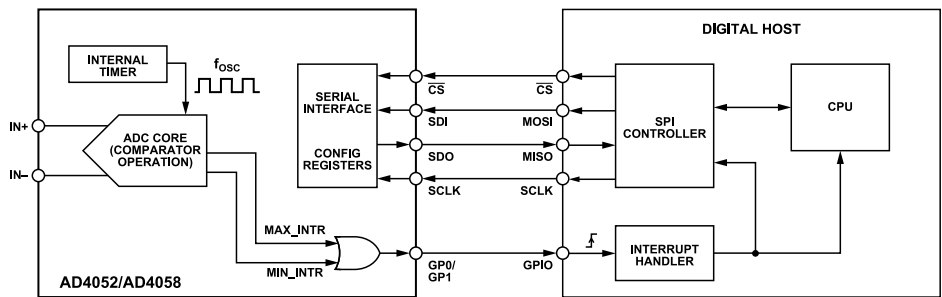 INTERNAL
TIMER
fOSC
IN+
IN–
ADC CORE
(COMPARATOR
OPERATION)
MAX_INTR
MIN_INTR
SERIAL
INTERFACE
CONFIG
REGISTERS
CS
SDI
SDO
SCLK
GP0/
GP1
AD4052/AD4058
DIGITAL HOST
CS
MOSI
MISO
SCLK
GPIO
SPI
CONTROLLER
CPU
INTERRUPT
HANDLER